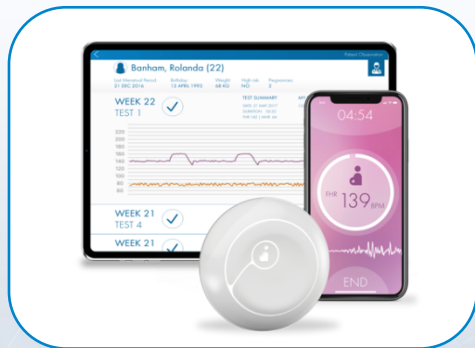 Patient Observation
Banham, Rolanda (22)
Last Menstrual Period Birthday Weight High risk Pregnancies
21 DEC 2016 13 APRIL 1995 68 KG NO 2
WEEK 22
TEST 1
TEST SUMMARY
220
200
180
160
140
120
100
80
60
WEEK 21
TEST 4
WEEK 21
04:54
FHR 139 BPM
END